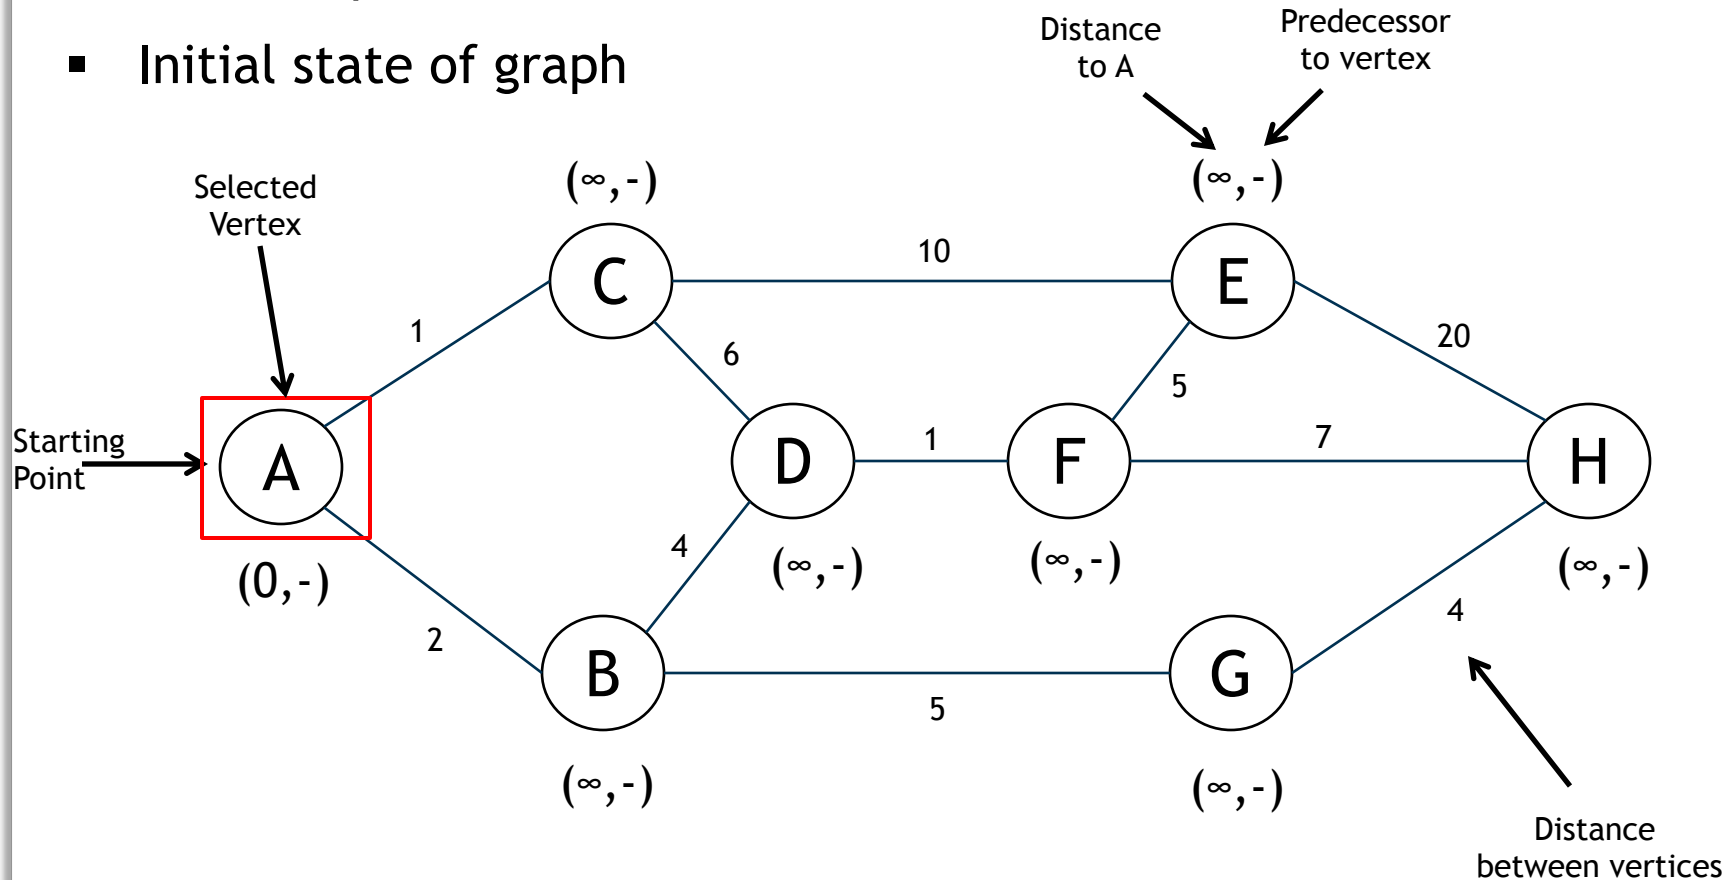 ▪ Initial state of graph
Distance
to A
Predecessor
to vertex
Selected
Vertex
(∞,-)
(∞,-)
C
10
E
1
6
20
5
Starting
Point
A
D
1
F
7
H
(0,-)
4
(∞,-)
(∞,-)
(∞,-)
2
4
B
5
G
(∞,-)
(∞,-)
Distance
between vertices